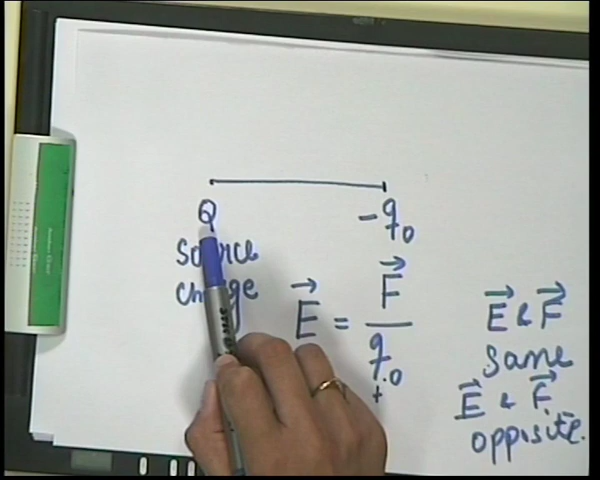 Q -q₀
Source
charge
E⃗ = F⃗ / q₀
+
E⃗ & F⃗
same
E⃗ & F⃗
opposite.